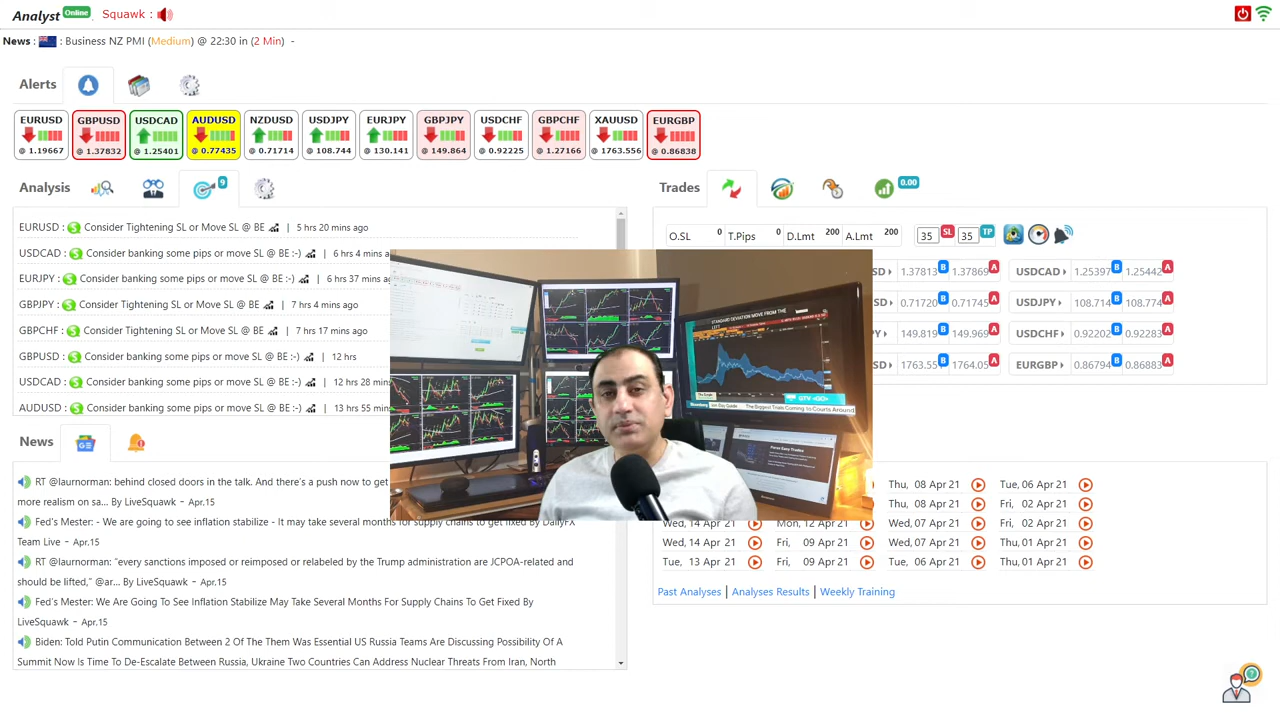 Analyst Online Squawk :
News : : Business NZ PMI (Medium) @ 22:30 in (2 Min) -
Alerts
EURUSD GBPUSD USDCAD AUDUSD NZDUSD USDJPY EURJPY GBPJPY USDCHF GBPCHF XAUUSD EURGBP
@ 1.19667 @ 1.37832 @ 1.25401 @ 0.77435 @ 0.71714 @ 108.744 @ 130.141 @ 149.864 @ 0.92225 @ 1.27166 @ 1763.556 @ 0.86838
Analysis 9
EURUSD : Consider Tightening SL or Move SL @ BE | 5 hrs 20 mins ago
USDCAD : Consider banking some pips or move SL @ BE :-) | 6 hrs 4 mins a
EURJPY : Consider banking some pips or move SL @ BE :-) | 6 hrs 37 mins ag
GBPJPY : Consider Tightening SL or Move SL @ BE | 7 hrs 4 mins ago
GBPCHF : Consider Tightening SL or Move SL @ BE | 7 hrs 17 mins ago
GBPUSD : Consider banking some pips or move SL @ BE :-) | 12 hrs
USDCAD : Consider banking some pips or move SL @ BE :-) | 12 hrs 28 min
AUDUSD : Consider banking some pips or move SL @ BE :-) | 13 hrs 55 min
Trades 0.00
O.SL 0 T.Pips 0 D.Lmt 200 A.Lmt 200 35 SL 35 TP
SD 1.37813 B 1.37869 A USDCAD 1.25397 B 1.25442 A
SD 0.71720 B 0.71745 A USDJPY 108.714 B 108.774 A
PY 149.819 B 149.969 A USDCHF 0.92202 B 0.92283 A
SD 1763.55 B 1764.05 A EURGBP 0.86794 B 0.86883 A
STANDARD DEVIATION MOVE FROM THE
GTV <GO>
The Biggest Trials Coming To Courts Around
News
RT @laurnorman: behind closed doors in the talk. And there's a push now to get
more realism on sa... By LiveSquawk - Apr.15
Fed's Mester: - We are going to see inflation stabilize - It may take several months for supply chains to get fixed By DailyFX
Team Live - Apr.15
RT @laurnorman: "every sanctions imposed or reimposed or relabeled by the Trump administration are JCPOA-related and
should be lifted," @ar... By LiveSquawk - Apr.15
Fed's Mester: We Are Going To See Inflation Stabilize May Take Several Months For Supply Chains To Get Fixed By
LiveSquawk - Apr.15
Biden: Told Putin Communication Between 2 Of The Them Was Essential US Russia Teams Are Discussing Possibility Of A
Summit Now Is Time To De-Escalate Between Russia, Ukraine Two Countries Can Address Nuclear Threats From Iran, North
Thu, 08 Apr 21 Tue, 06 Apr 21
Thu, 08 Apr 21 Fri, 02 Apr 21
Wed, 14 Apr 21 Mon, 12 Apr 21 Wed, 07 Apr 21 Fri, 02 Apr 21
Wed, 14 Apr 21 Fri, 09 Apr 21 Wed, 07 Apr 21 Thu, 01 Apr 21
Tue, 13 Apr 21 Fri, 09 Apr 21 Tue, 06 Apr 21 Thu, 01 Apr 21
Past Analyses | Analyses Results | Weekly Training